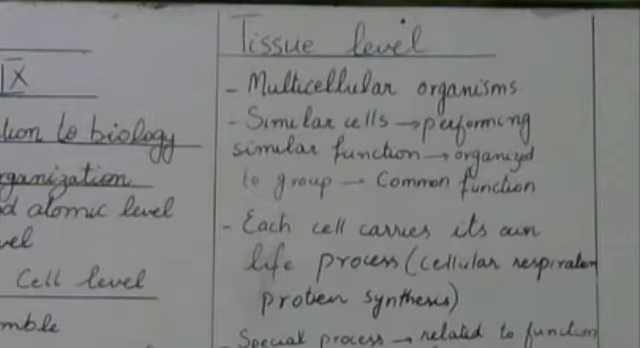 IX
tion to biology
ganization
d atomic level
vel
Cell level
mble
Tissue level
- Multicellular organisms
- Similar cells → performing
similar function → organized
to group → Common function
- Each cell carries its own
life process (cellular respiration
protien synthesis)
- Special process → related to function